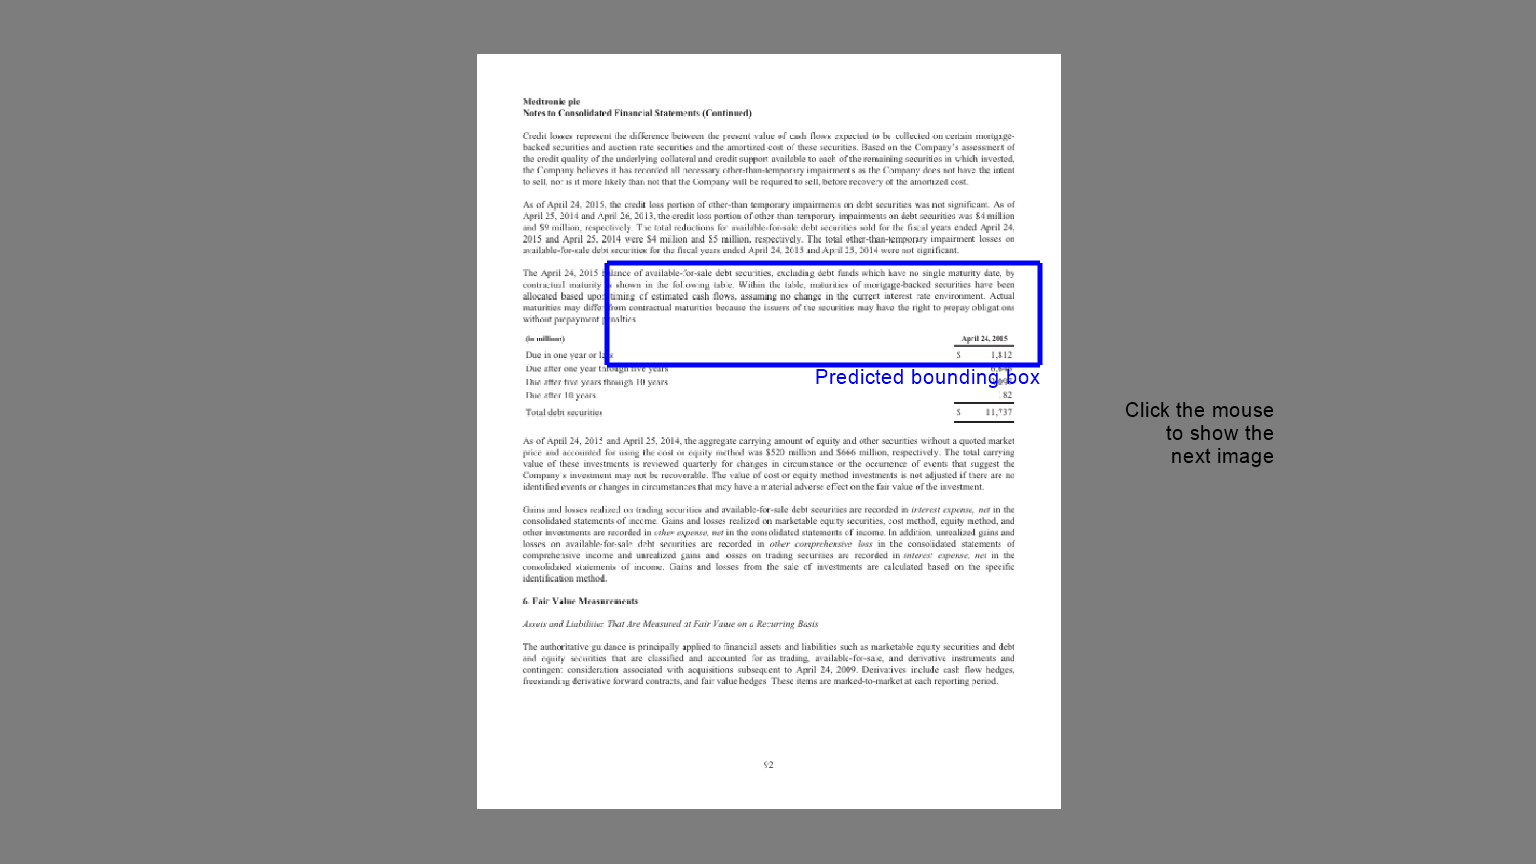 Medtronic plc
Notes to Consolidated Financial Statements (Continued)
Credit losses represent the difference between the present value of cash flows expected to be collected on certain mortgage-
backed securities and auction rate securities and the amortized cost of these securities. Based on the Company's assessment of
the credit quality of the underlying collateral and credit support available to each of the remaining securities in which invested,
the Company believes it has recorded all necessary other-than-temporary impairments as the Company does not have the intent
to sell, nor is it more likely than not that the Company will be required to sell, before recovery of the amortized cost.
As of April 24, 2015, the credit loss portion of other-than temporary impairments on debt securities was not significant. As of
April 25, 2014 and April 26, 2013, the credit loss portion of other-than temporary impairments on debt securities was $4 million
and $9 million, respectively. The total reductions for available-for-sale debt securities sold for the fiscal years ended April 24,
2015 and April 25, 2014 were $4 million and $5 million, respectively. The total other-than-temporary impairment losses on
available-for-sale debt securities for the fiscal years ended April 24, 2015 and April 25, 2014 were not significant.
The April 24, 2015 balance of available-for-sale debt securities, excluding debt funds which have no single maturity date, by
contractual maturity is shown in the following table. Within the table, maturities of mortgage-backed securities have been
allocated based upon timing of estimated cash flows, assuming no change in the current interest rate environment. Actual
maturities may differ from contractual maturities because the issuers of the securities may have the right to prepay obligations
without prepayment penalties
(in millions) April 24, 2015
Due in one year or less $ 1,812
Due after one year through five years
Due after five years through 10 years
Due after 10 years 82
Total debt securities $ 11,737
Predicted bounding box
As of April 24, 2015 and April 25, 2014, the aggregate carrying amount of equity and other securities without a quoted market
price and accounted for using the cost or equity method was $520 million and $666 million, respectively. The total carrying
value of these investments is reviewed quarterly for changes in circumstance or the occurrence of events that suggest the
Company's investment may not be recoverable. The value of cost or equity method investments is not adjusted if there are no
identified events or changes in circumstances that may have a material adverse effect on the fair value of the investment.
Gains and losses realized on trading securities and available-for-sale debt securities are recorded in interest expense, net in the
consolidated statements of income. Gains and losses realized on marketable equity securities, cost method, equity method, and
other investments are recorded in other expense, net in the consolidated statements of income. In addition, unrealized gains and
losses on available-for-sale debt securities are recorded in other comprehensive loss in the consolidated statements of
comprehensive income and unrealized gains and losses on trading securities are recorded in interest expense, net in the
consolidated statements of income. Gains and losses from the sale of investments are calculated based on the specific
identification method.
6. Fair Value Measurements
Assets and Liabilities That Are Measured at Fair Value on a Recurring Basis
The authoritative guidance is principally applied to financial assets and liabilities such as marketable equity securities and debt
and equity securities that are classified and accounted for as trading, available-for-sale, and derivative instruments and
contingent consideration associated with acquisitions subsequent to April 24, 2009. Derivatives include cash flow hedges,
freestanding derivative forward contracts, and fair value hedges These items are marked-to-market at each reporting period.
92
Click the mouse
to show the
next image